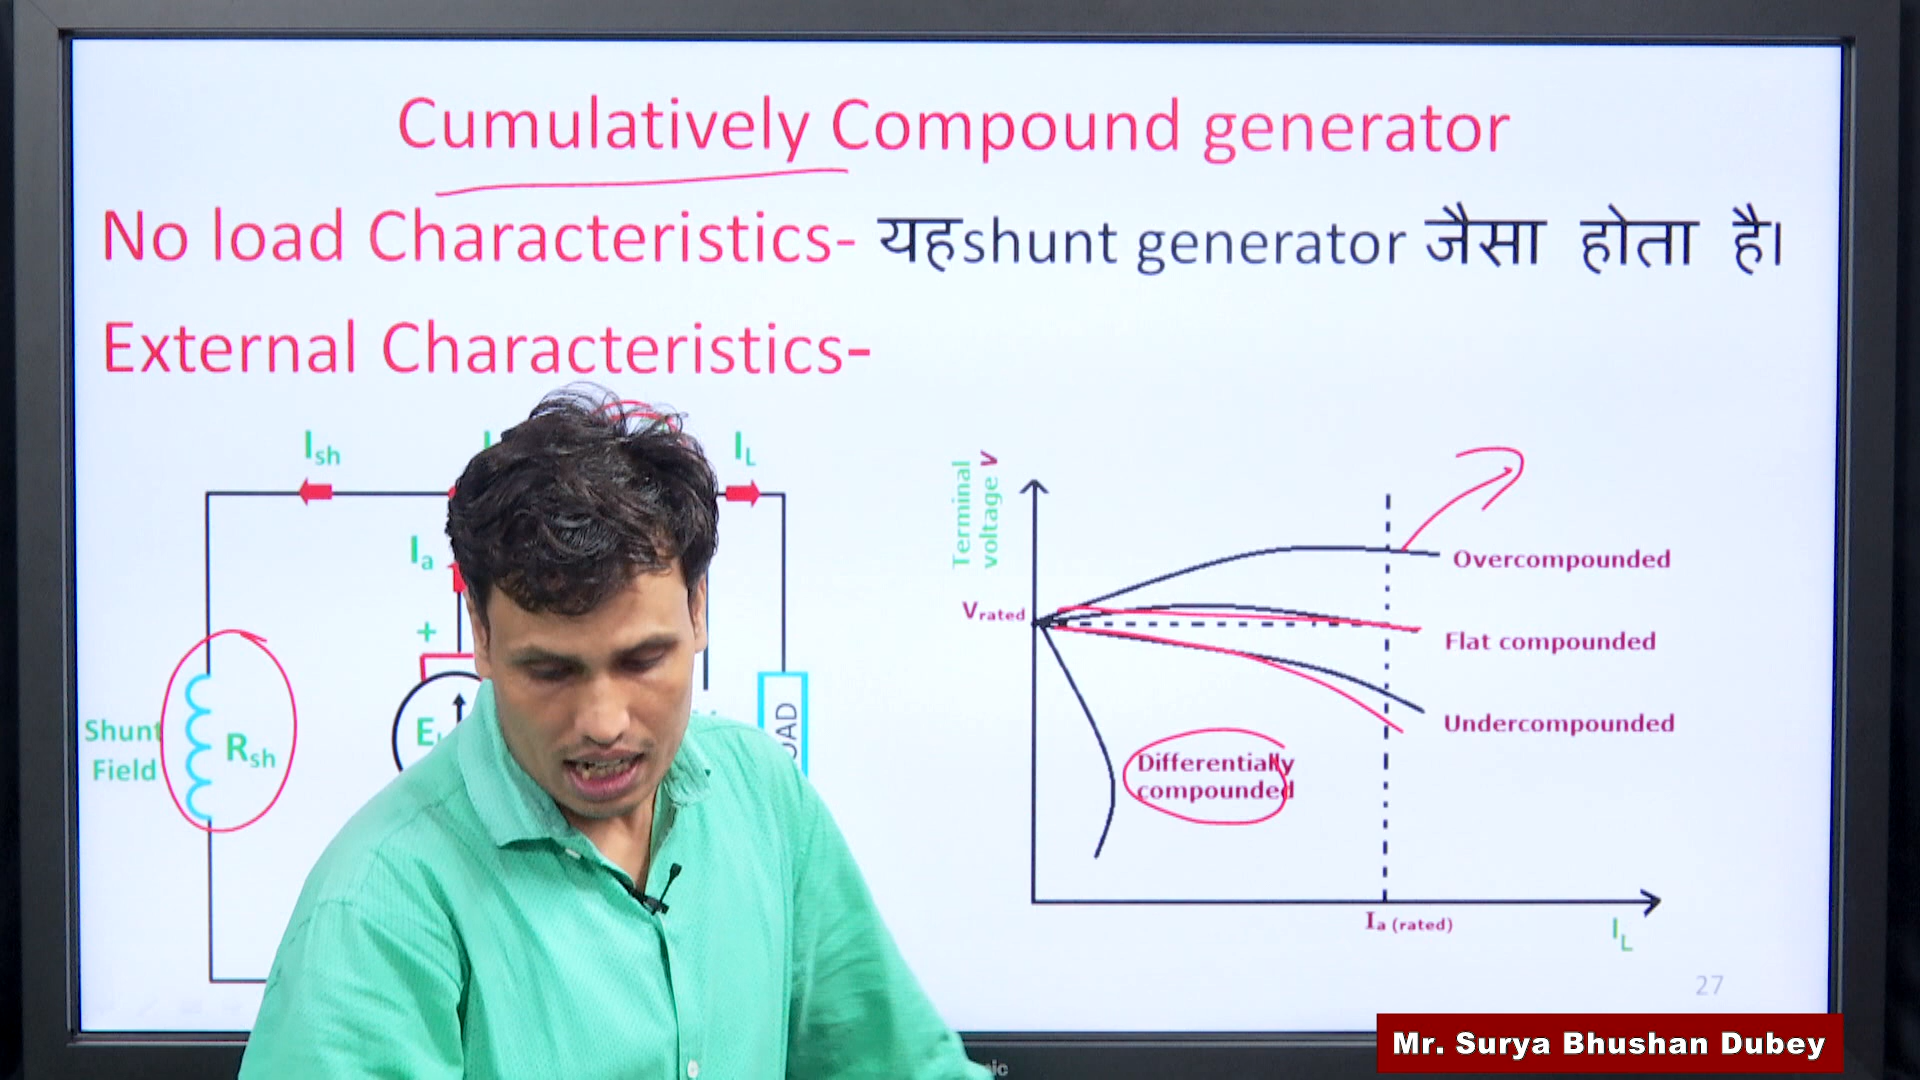 Cumulatively Compound generator
No load Characteristics- यहshunt generator जैसा होता है।
External Characteristics-
Ish
IL
Ia
+
Shunt
Field
Rsh
Terminal
voltage v
Vrated
Overcompounded
Flat compounded
Undercompounded
Differentially
compounded
Ia (rated)
IL
27
Mr. Surya Bhushan Dubey